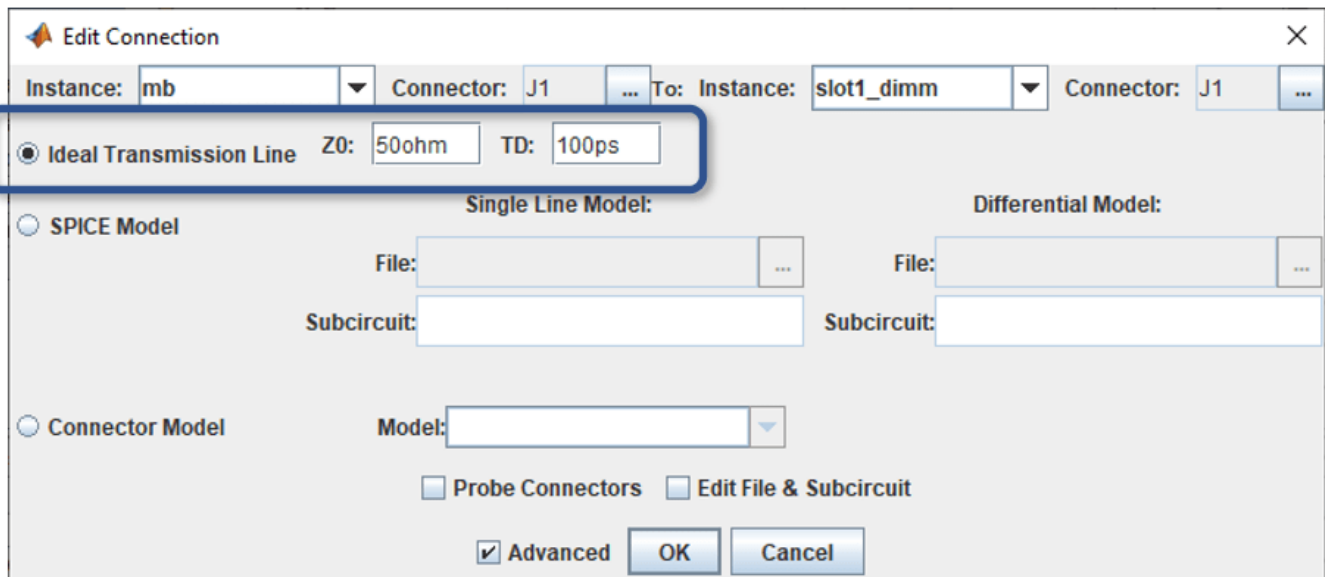 Edit Connection
Instance: mb Connector: J1 ... To: Instance: slot1_dimm Connector: J1 ...
Ideal Transmission Line Z0: 50ohm TD: 100ps
Single Line Model: Differential Model:
SPICE Model
File: ... File: ...
Subcircuit: Subcircuit:
Connector Model Model:
Probe Connectors Edit File & Subcircuit
Advanced OK Cancel